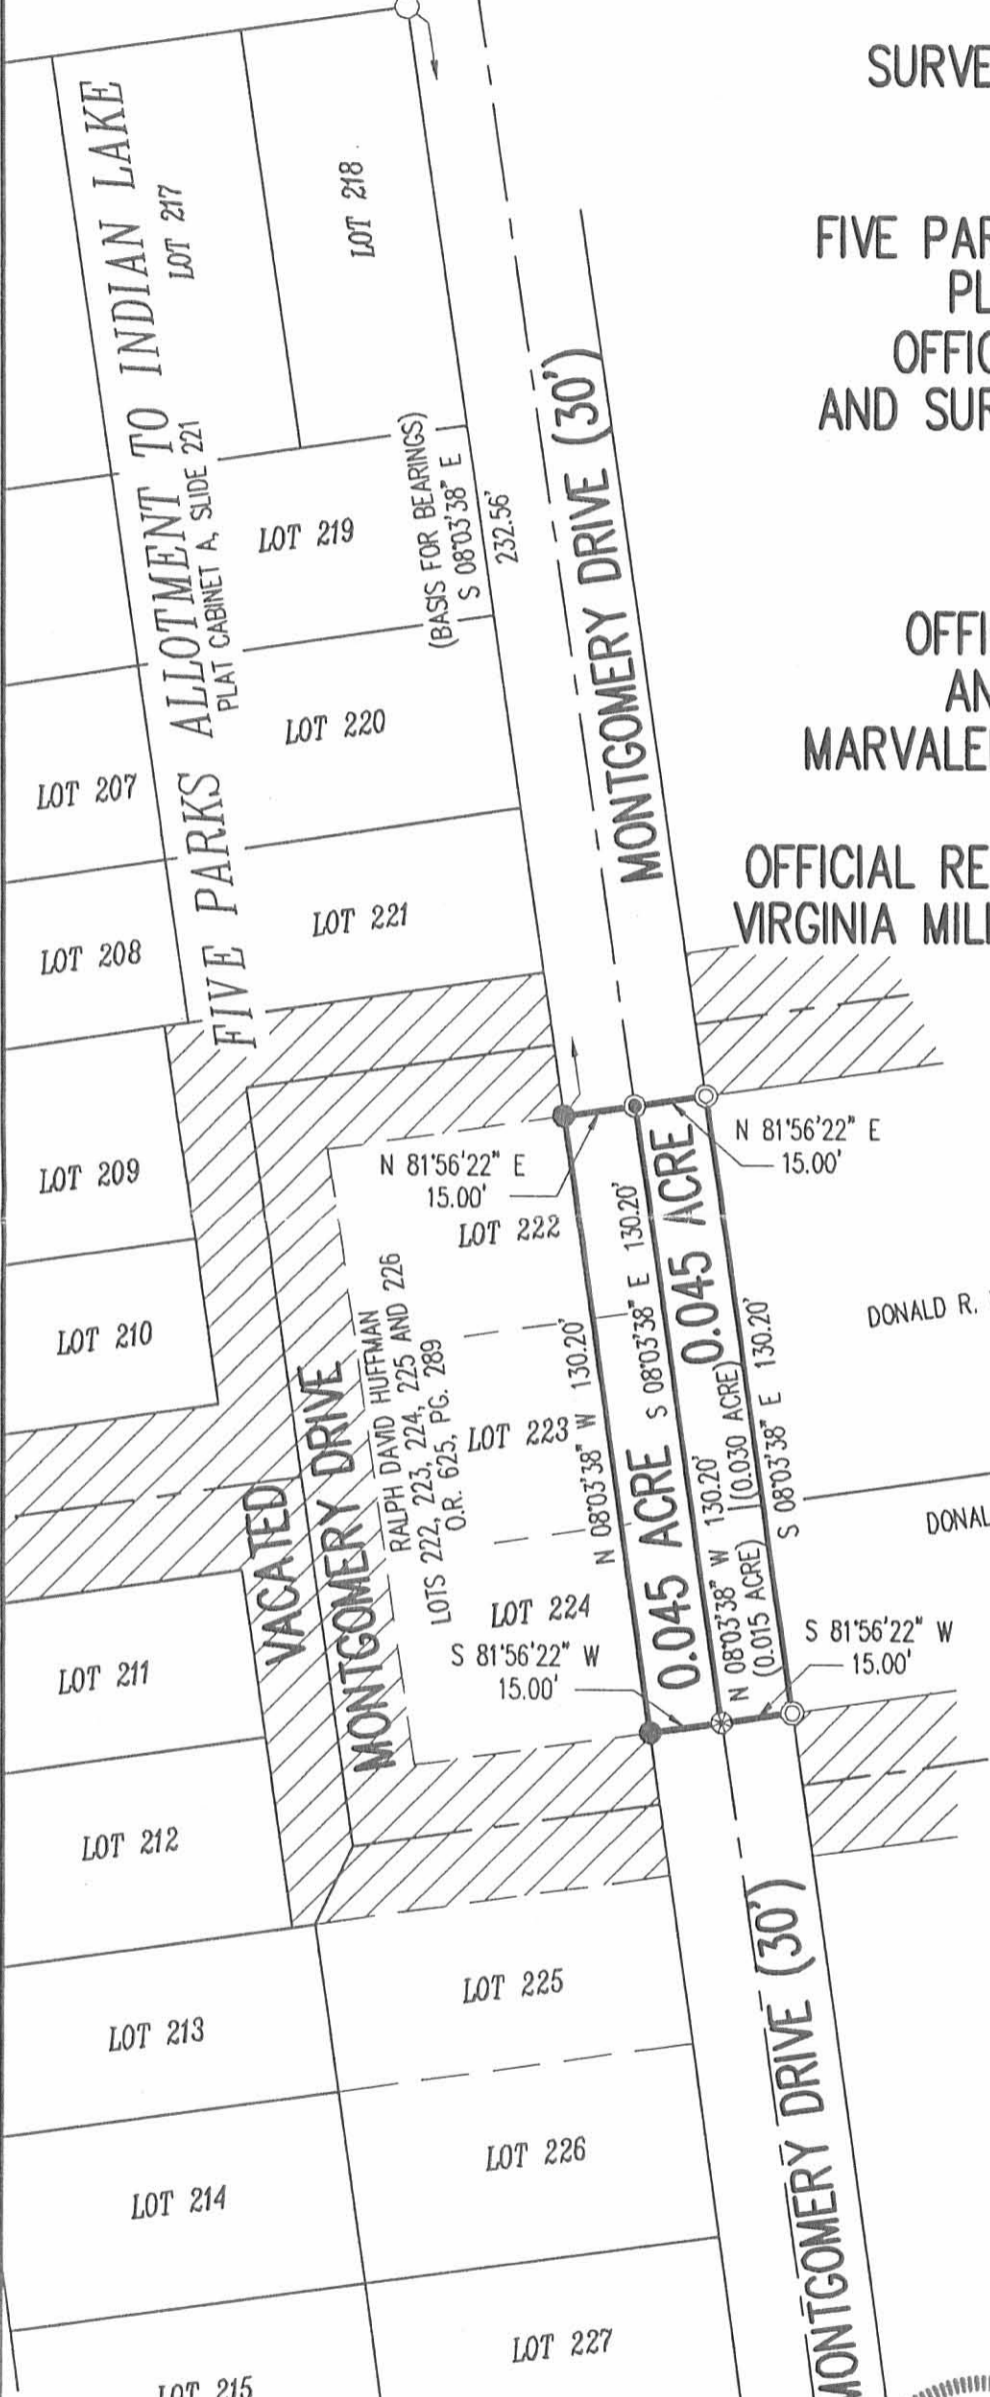 SURVE
FIVE PAR
PL
OFFIC
AND SUR
OFFI
AN
MARVALE
OFFICIAL RE
VIRGINIA MILI
FIVE PARKS ALLOTMENT TO INDIAN LAKE
PLAT CABINET A, SLIDE 221
LOT 217
LOT 218
LOT 219
(BASIS FOR BEARINGS)
S 08°03'38" E
232.56'
MONTGOMERY DRIVE (30')
LOT 220
LOT 207
LOT 221
LOT 208
N 81°56'22" E
15.00'
N 81°56'22" E
15.00'
LOT 209
LOT 222
LOT 210
VACATED
MONTGOMERY DRIVE
RALPH DAVID HUFFMAN
LOTS 222, 223, 224, 225 AND 226
O.R. 625, PG. 289
LOT 223
N 08°03'38" W 130.20'
0.045 ACRE
S 08°03'38" E 130.20'
0.045 ACRE
N 08°03'38" W 130.20'
(0.015 ACRE)
(0.030 ACRE)
S 08°03'38" E 130.20'
DONALD R.
DONAL
LOT 224
S 81°56'22" W
15.00'
S 81°56'22" W
15.00'
LOT 211
LOT 212
LOT 225
LOT 213
MONTGOMERY DRIVE (30')
LOT 226
LOT 214
LOT 227
LOT 215